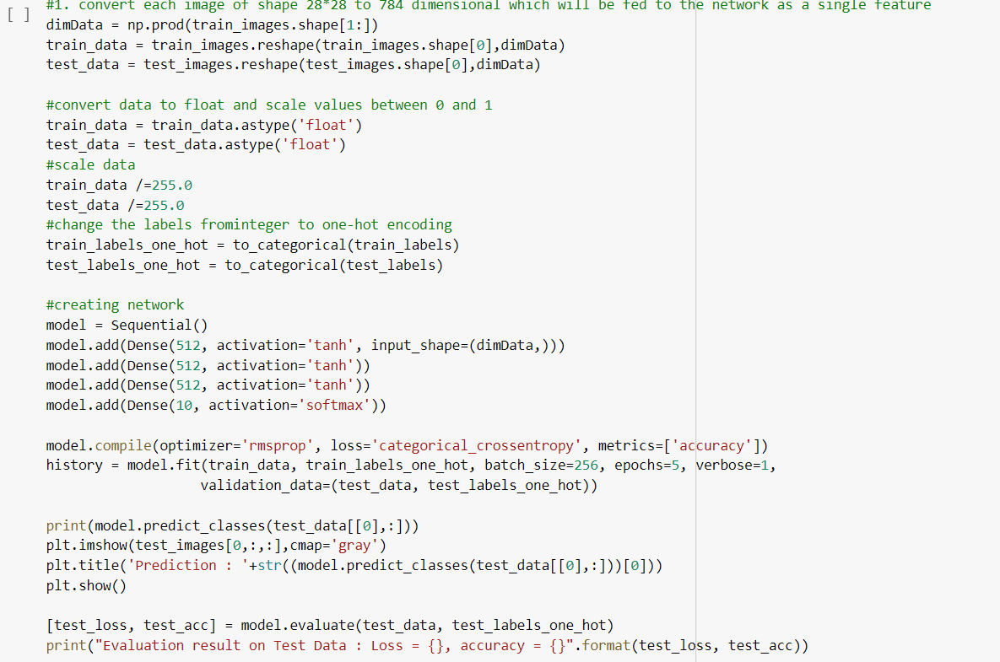 [ ]
#1. convert each image of shape 28*28 to 784 dimensional which will be fed to the network as a single feature
dimData = np.prod(train_images.shape[1:])
train_data = train_images.reshape(train_images.shape[0],dimData)
test_data = test_images.reshape(test_images.shape[0],dimData)

#convert data to float and scale values between 0 and 1
train_data = train_data.astype('float')
test_data = test_data.astype('float')
#scale data
train_data /=255.0
test_data /=255.0
#change the labels frominteger to one-hot encoding
train_labels_one_hot = to_categorical(train_labels)
test_labels_one_hot = to_categorical(test_labels)

#creating network
model = Sequential()
model.add(Dense(512, activation='tanh', input_shape=(dimData,)))
model.add(Dense(512, activation='tanh'))
model.add(Dense(512, activation='tanh'))
model.add(Dense(10, activation='softmax'))

model.compile(optimizer='rmsprop', loss='categorical_crossentropy', metrics=['accuracy'])
history = model.fit(train_data, train_labels_one_hot, batch_size=256, epochs=5, verbose=1,
                   validation_data=(test_data, test_labels_one_hot))

print(model.predict_classes(test_data[[0],:]))
plt.imshow(test_images[0,:,:],cmap='gray')
plt.title('Prediction : '+str((model.predict_classes(test_data[[0],:]))[0]))
plt.show()

[test_loss, test_acc] = model.evaluate(test_data, test_labels_one_hot)
print("Evaluation result on Test Data : Loss = {}, accuracy = {}".format(test_loss, test_acc))